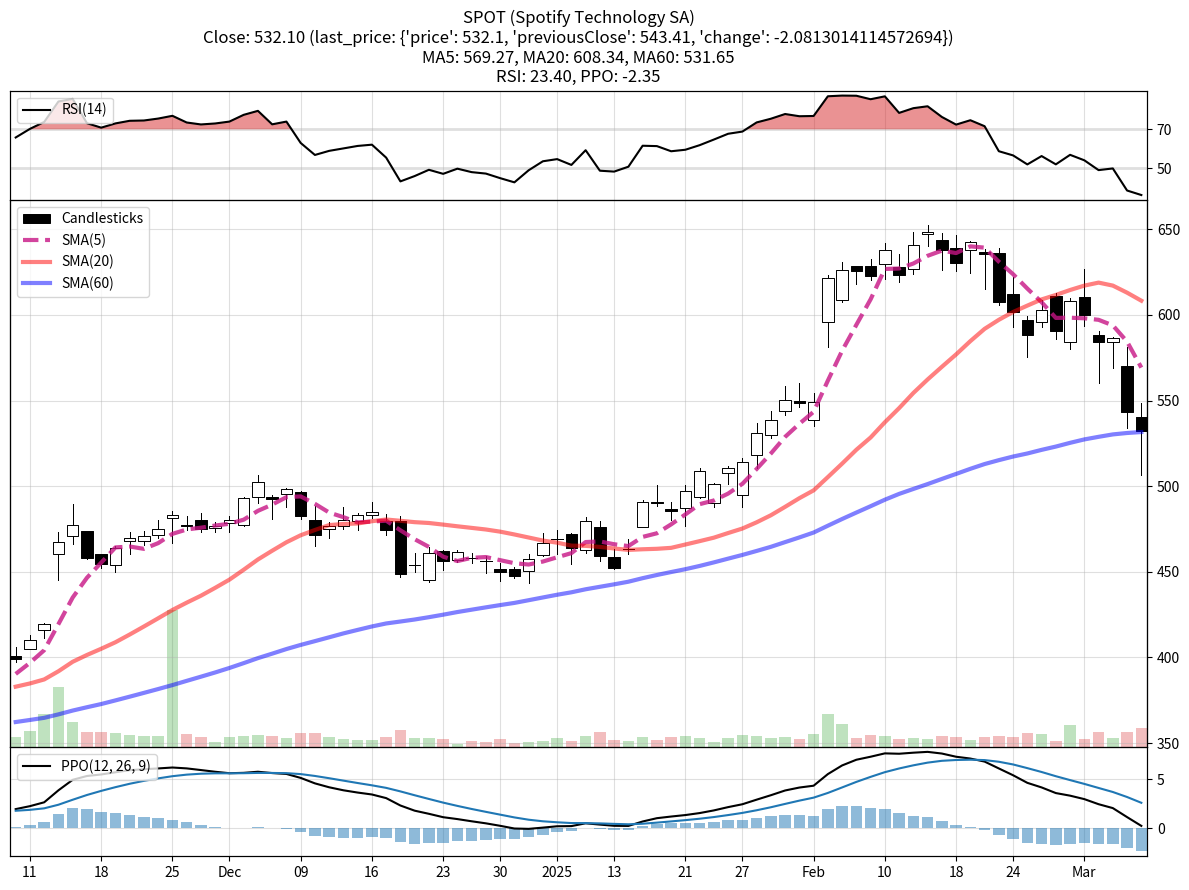 SPOT (Spotify Technology SA)
Close: 532.10 (last_price: {'price': 532.1, 'previousClose': 543.41, 'change': -2.0813014114572694})
MA5: 569.27, MA20: 608.34, MA60: 531.65
RSI: 23.40, PPO: -2.35
RSI(14)
70
50
Candlesticks
SMA(5)
SMA(20)
SMA(60)
650
600
550
500
450
400
350
PPO(12, 26, 9)
5
0
11 18 25 Dec 09 16 23 30 2025 13 21 27 Feb 10 18 24 Mar